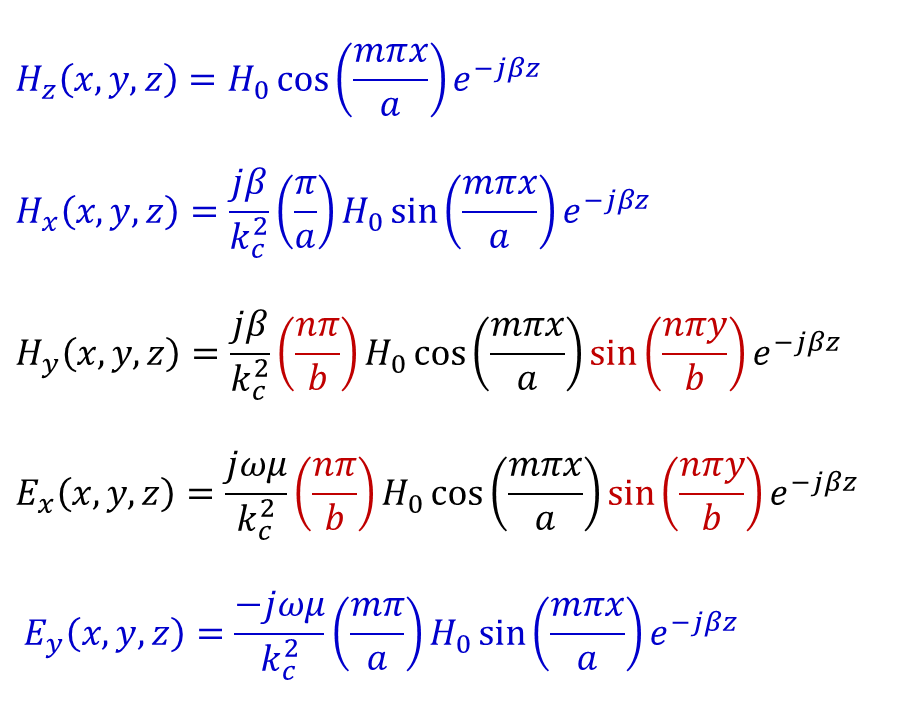 H_z(x, y, z) = H_0 cos(mπx/a) e^{-jβz}
H_x(x, y, z) = jβ/k_c^2 (π/a) H_0 sin(mπx/a) e^{-jβz}
H_y(x, y, z) = jβ/k_c^2 (nπ/b) H_0 cos(mπx/a) sin(nπy/b) e^{-jβz}
E_x(x, y, z) = jωμ/k_c^2 (nπ/b) H_0 cos(mπx/a) sin(nπy/b) e^{-jβz}
E_y(x, y, z) = -jωμ/k_c^2 (mπ/a) H_0 sin(mπx/a) e^{-jβz}